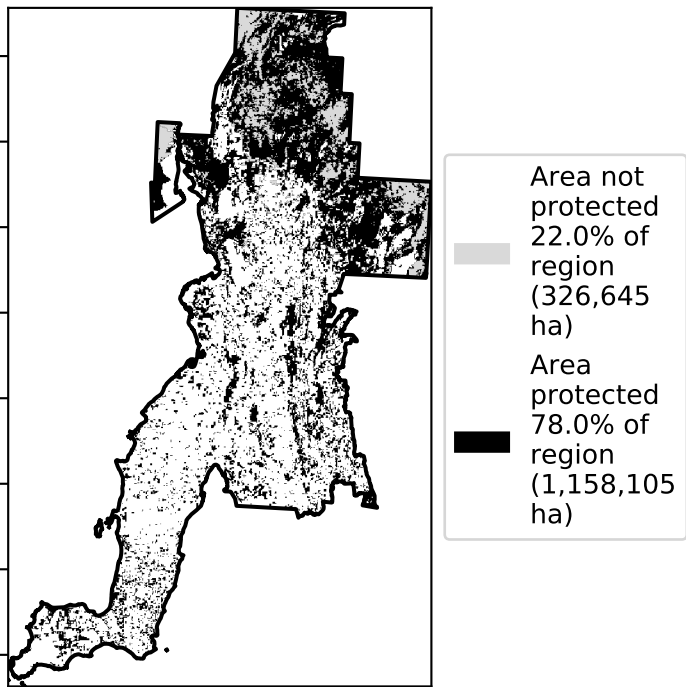 Area not
protected
22.0% of
region
(326,645
ha)
Area
protected
78.0% of
region
(1,158,105
ha)